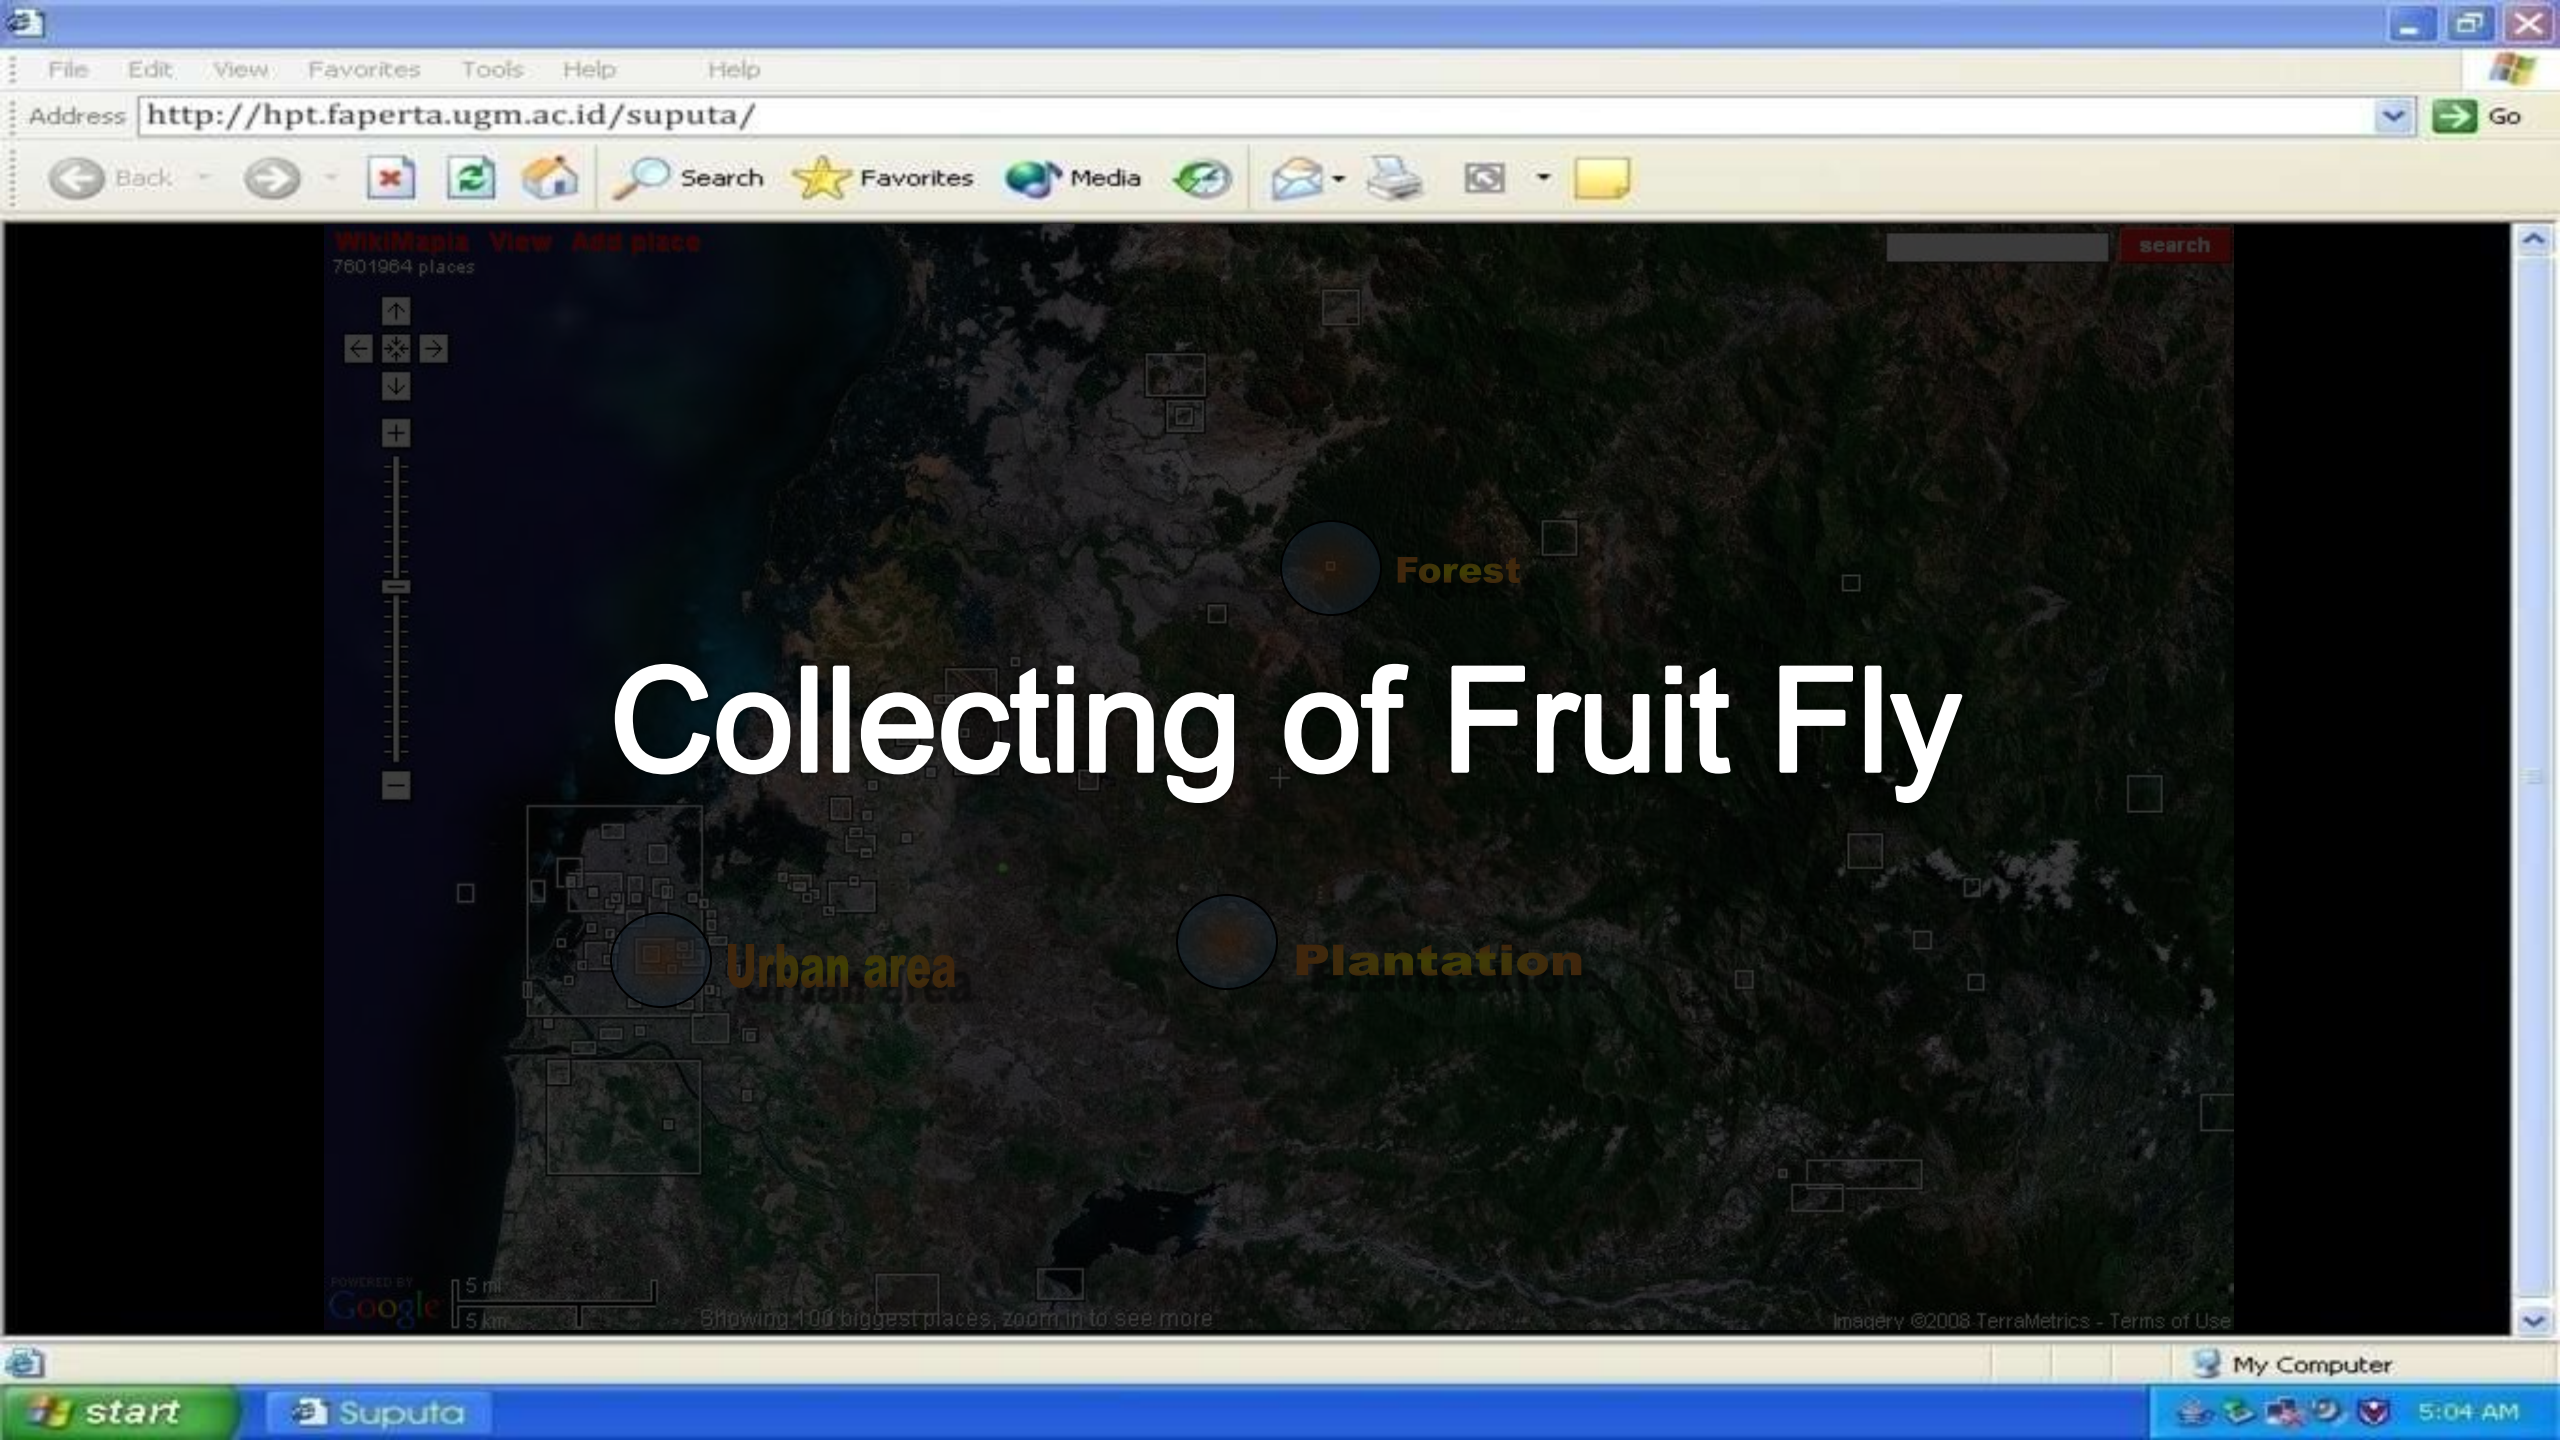 File Edit View Favorites Tools Help Help
Address http://hpt.faperta.ugm.ac.id/suputa/ Go
Back Search Favorites Media
WikiMapia View Add place search
7601964 places
Forest
Collecting of Fruit Fly
Urban area Plantation
POWERED BY
Google
5 mi
5 km
Showing 100 biggest places, zoom in to see more
Imagery ©2008 TerraMetrics - Terms of Use
My Computer
start Suputa 5:04 AM